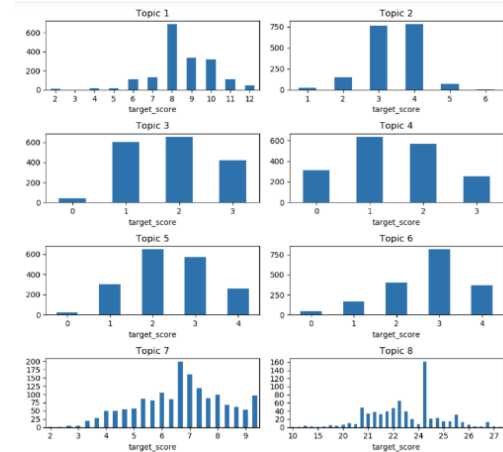 Topic 1
600
400
200
0
2 3 4 5 6 7 8 9 10 11 12
target_score
Topic 2
750
500
250
0
1 2 3 4 5 6
target_score
Topic 3
600
400
200
0
0 1 2 3
target_score
Topic 4
600
400
200
0
0 1 2 3
target_score
Topic 5
600
400
200
0
0 1 2 3 4
target_score
Topic 6
750
500
250
0
0 1 2 3 4
target_score
Topic 7
200
175
150
125
100
75
50
25
0
2 3 4 5 6 7 8 9
target_score
Topic 8
160
140
120
100
80
60
40
20
0
10 15 19 20 21 22 23 24 25 26 27
target_score